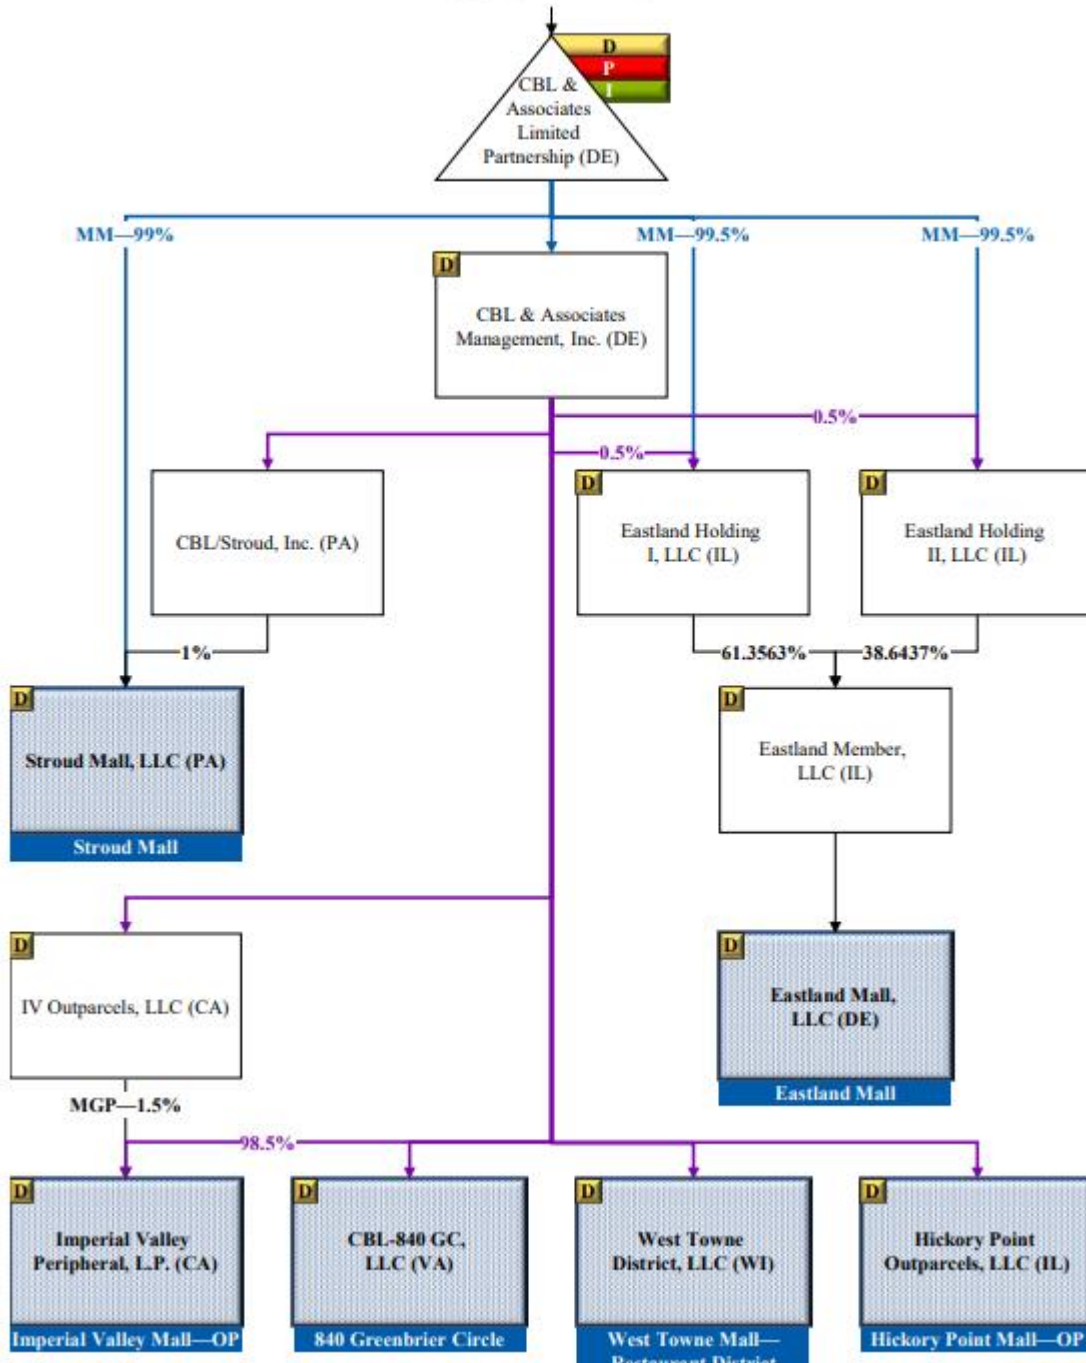 D
P
I
CBL &
Associates
Limited
Partnership (DE)
MM—99%
MM—99.5%
MM—99.5%
D
CBL & Associates
Management, Inc. (DE)
0.5%
0.5%
CBL/Stroud, Inc. (PA)
D
Eastland Holding
I, LLC (IL)
D
Eastland Holding
II, LLC (IL)
1%
61.3563%
38.6437%
D
Stroud Mall, LLC (PA)
Stroud Mall
D
Eastland Member,
LLC (IL)
D
IV Outparcels, LLC (CA)
D
Eastland Mall,
LLC (DE)
Eastland Mall
MGP—1.5%
98.5%
D
Imperial Valley
Peripheral, L.P. (CA)
Imperial Valley Mall—OP
D
CBL-840 GC,
LLC (VA)
840 Greenbrier Circle
D
West Towne
District, LLC (WI)
West Towne Mall—
Restaurant District
D
Hickory Point
Outparcels, LLC (IL)
Hickory Point Mall—OP